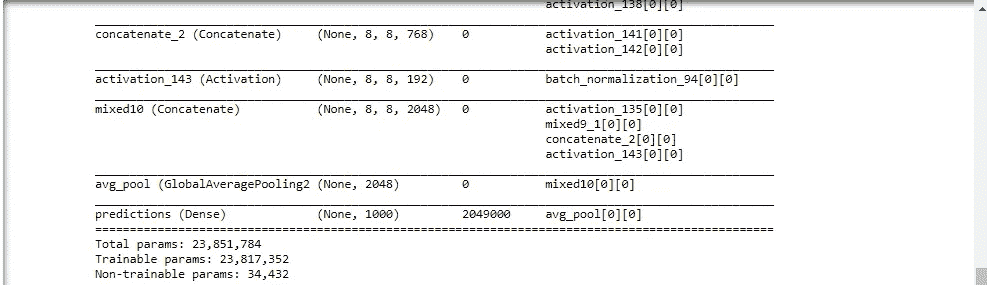 activation_138[0][0]
concatenate_2 (Concatenate) (None, 8, 8, 768) 0 activation_141[0][0]
activation_142[0][0]
activation_143 (Activation) (None, 8, 8, 192) 0 batch_normalization_94[0][0]
mixed10 (Concatenate) (None, 8, 8, 2048) 0 activation_135[0][0]
mixed9_1[0][0]
concatenate_2[0][0]
activation_143[0][0]
avg_pool (GlobalAveragePooling2 (None, 2048) 0 mixed10[0][0]
predictions (Dense) (None, 1000) 2049000 avg_pool[0][0]
Total params: 23,851,784
Trainable params: 23,817,352
Non-trainable params: 34,432